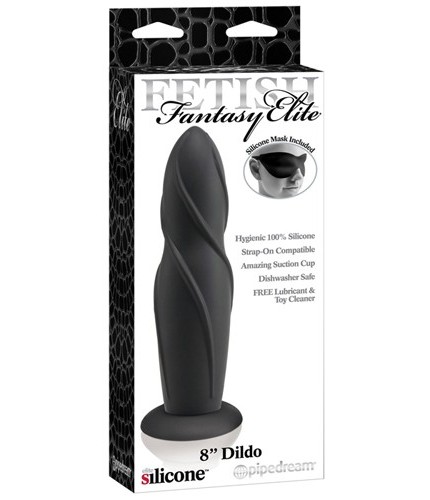 FETISH
Fantasy Elite
Silicone Mask Included
Hygienic 100% Silicone
Strap-On Compatible
Amazing Suction Cup
Dishwasher Safe
FREE Lubricant &
Toy Cleaner
8” Dildo
elite
silicone™
pipedream®